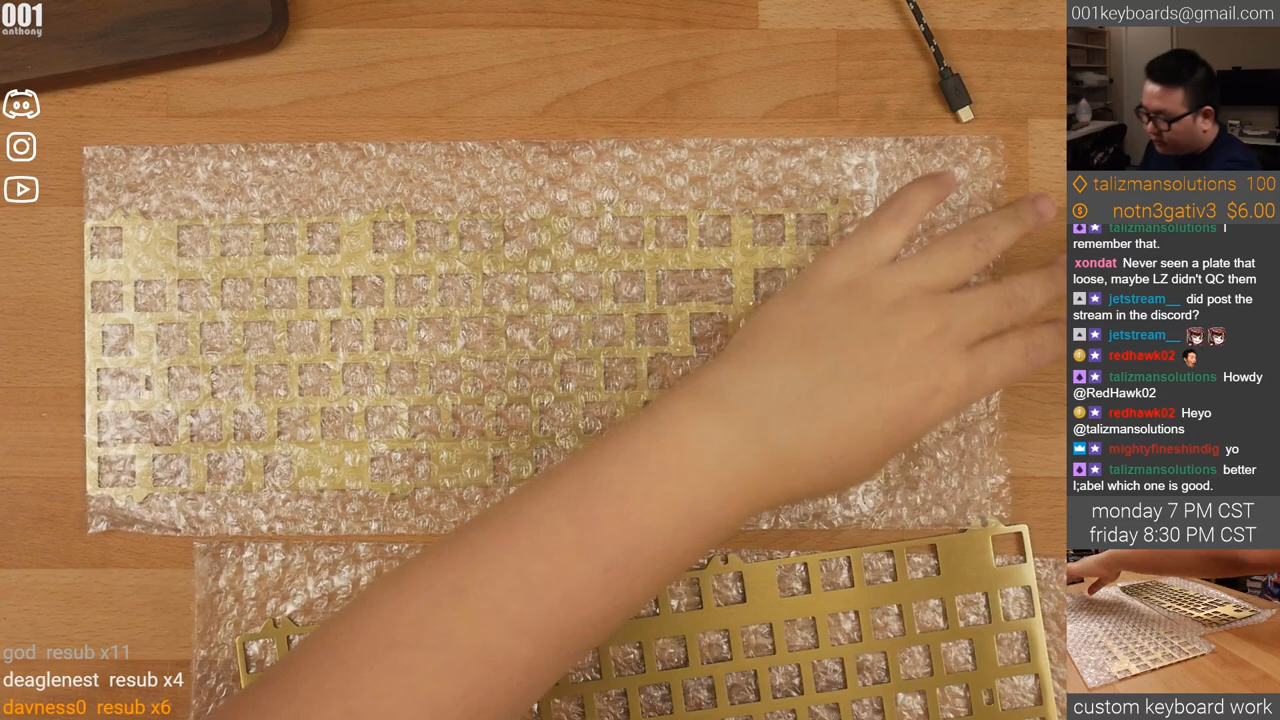 001
anthony
001keyboards@gmail.com
talizmansolutions 100
notn3gativ3 $6.00
talizmansolutions I
remember that.
xondat Never seen a plate that
loose, maybe LZ didn't QC them
jetstream__ did post the
stream in the discord?
jetstream__
redhawk02
talizmansolutions Howdy
@RedHawk02
redhawk02 Heyo
@talizmansolutions
mightyfineshindig yo
talizmansolutions better
l;abel which one is good.
monday 7 PM CST
friday 8:30 PM CST
god resub x11
deaglenest resub x4
davness0 resub x6
custom keyboard work